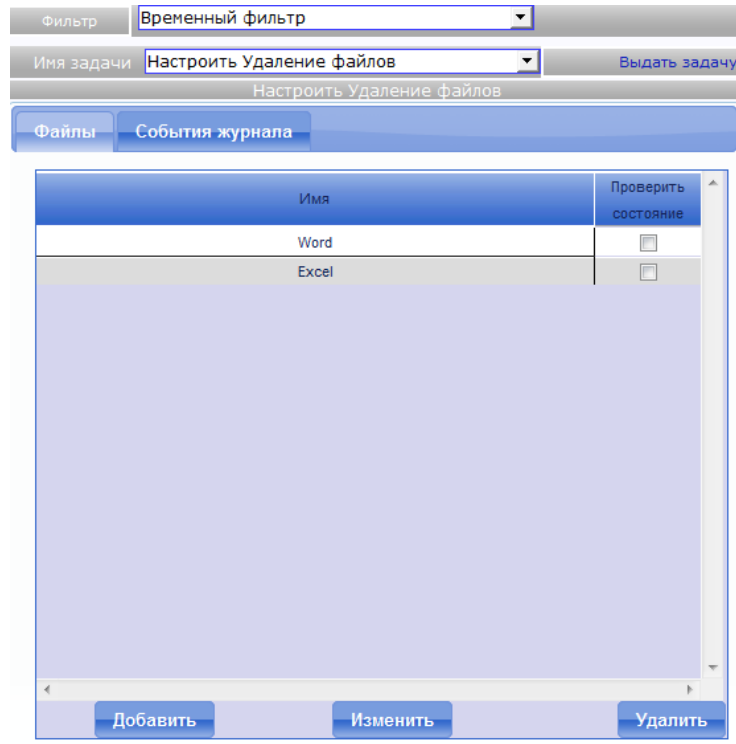 Фильтр Временный фильтр
Имя задачи Настроить Удаление файлов Выдать задачу
Настроить Удаление файлов
Файлы События журнала
Имя Проверить состояние
Word
Excel
Добавить Изменить Удалить